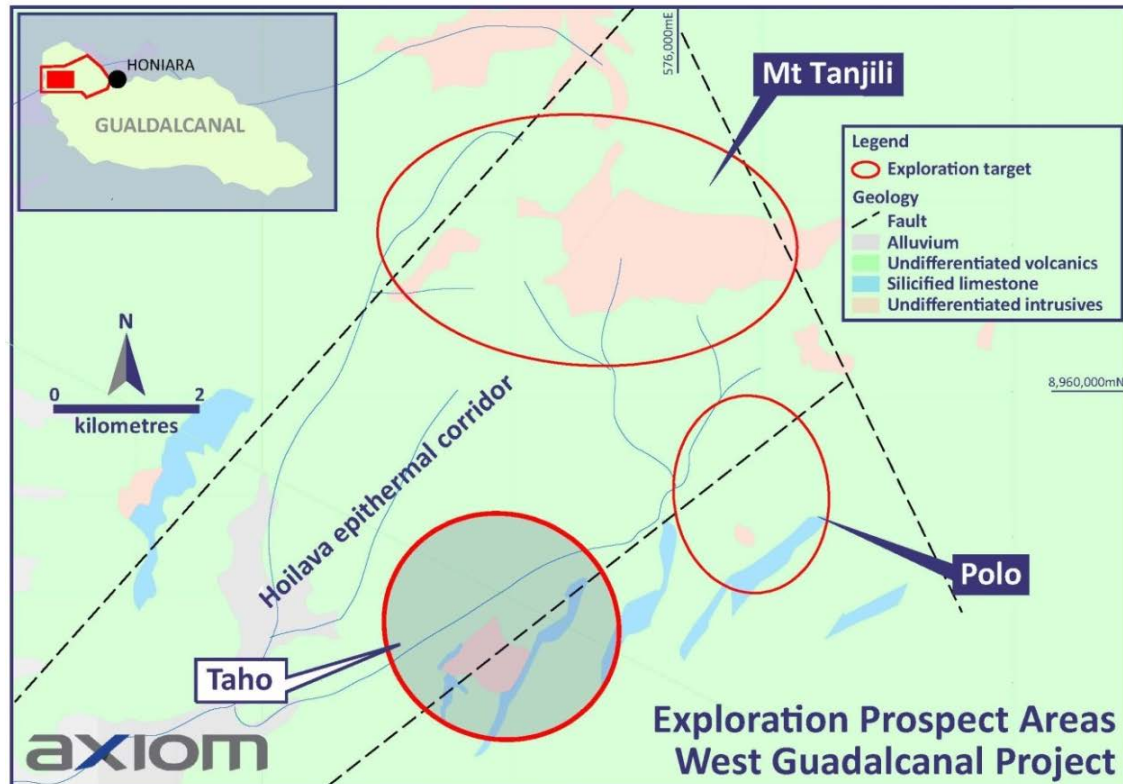 HONIARA
GUALDALCANAL
576,000mE
Mt Tanjili
Legend
Exploration target
Geology
Fault
Alluvium
Undifferentiated volcanics
Silicified limestone
Undifferentiated intrusives
N
0 2
kilometres
8,960,000mN
Hoilava epithermal corridor
Polo
Taho
axiom
Exploration Prospect Areas
West Guadalcanal Project